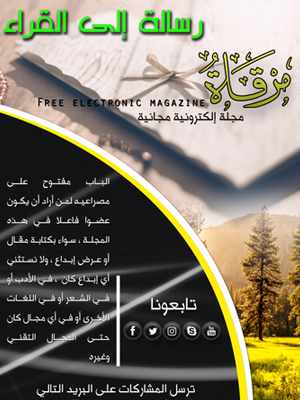 رسالة إلى القراء
مرقاة
FREE ELECTRONIC MAGAZINE
مجلة إلكترونية مجانية
الباب مفتوح على
مصراعيه لمن أراد أن يكون
عضوا فاعلا في هذه
المجلة ، سواء بكتابة مقال
أو عرض إبداع ، ولا نستثني
أي إبداع كان ، في الأدب أو
في الشعر أو في اللغات
الأخرى أو في أي مجال كان
حتى المجال التقني
وغيره
تابعونا
You Tube
ترسل المشاركات على البريد التالي